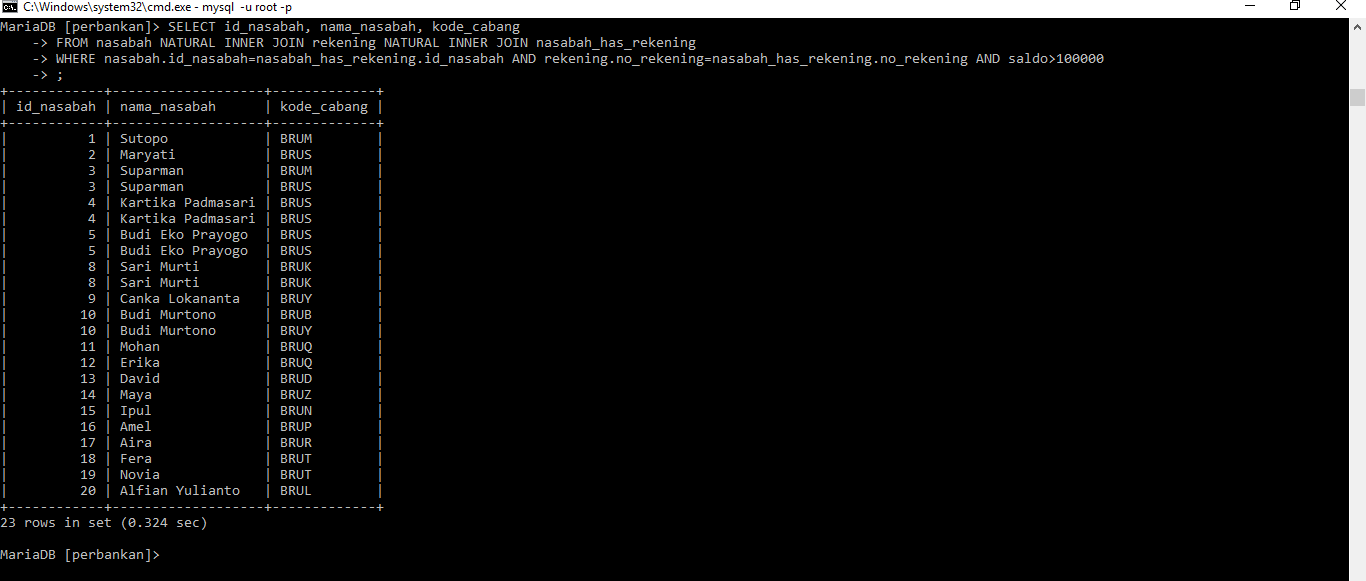 C:\Windows\system32\cmd.exe - mysql -u root -p
MariaDB [perbankan]> SELECT id_nasabah, nama_nasabah, kode_cabang
    -> FROM nasabah NATURAL INNER JOIN rekening NATURAL INNER JOIN nasabah_has_rekening
    -> WHERE nasabah.id_nasabah=nasabah_has_rekening.id_nasabah AND rekening.no_rekening=nasabah_has_rekening.no_rekening AND saldo>100000
    -> ;
+------------+-------------------+-------------+
| id_nasabah | nama_nasabah      | kode_cabang |
+------------+-------------------+-------------+
|          1 | Sutopo            | BRUM        |
|          2 | Maryati           | BRUS        |
|          3 | Suparman          | BRUM        |
|          3 | Suparman          | BRUS        |
|          4 | Kartika Padmasari | BRUS        |
|          4 | Kartika Padmasari | BRUS        |
|          5 | Budi Eko Prayogo  | BRUS        |
|          5 | Budi Eko Prayogo  | BRUS        |
|          8 | Sari Murti        | BRUK        |
|          8 | Sari Murti        | BRUK        |
|          9 | Canka Lokananta   | BRUY        |
|         10 | Budi Murtono      | BRUB        |
|         10 | Budi Murtono      | BRUY        |
|         11 | Mohan             | BRUQ        |
|         12 | Erika             | BRUQ        |
|         13 | David             | BRUD        |
|         14 | Maya              | BRUZ        |
|         15 | Ipul              | BRUN        |
|         16 | Amel              | BRUP        |
|         17 | Aira              | BRUR        |
|         18 | Fera              | BRUT        |
|         19 | Novia             | BRUT        |
|         20 | Alfian Yulianto   | BRUL        |
+------------+-------------------+-------------+
23 rows in set (0.324 sec)
MariaDB [perbankan]>